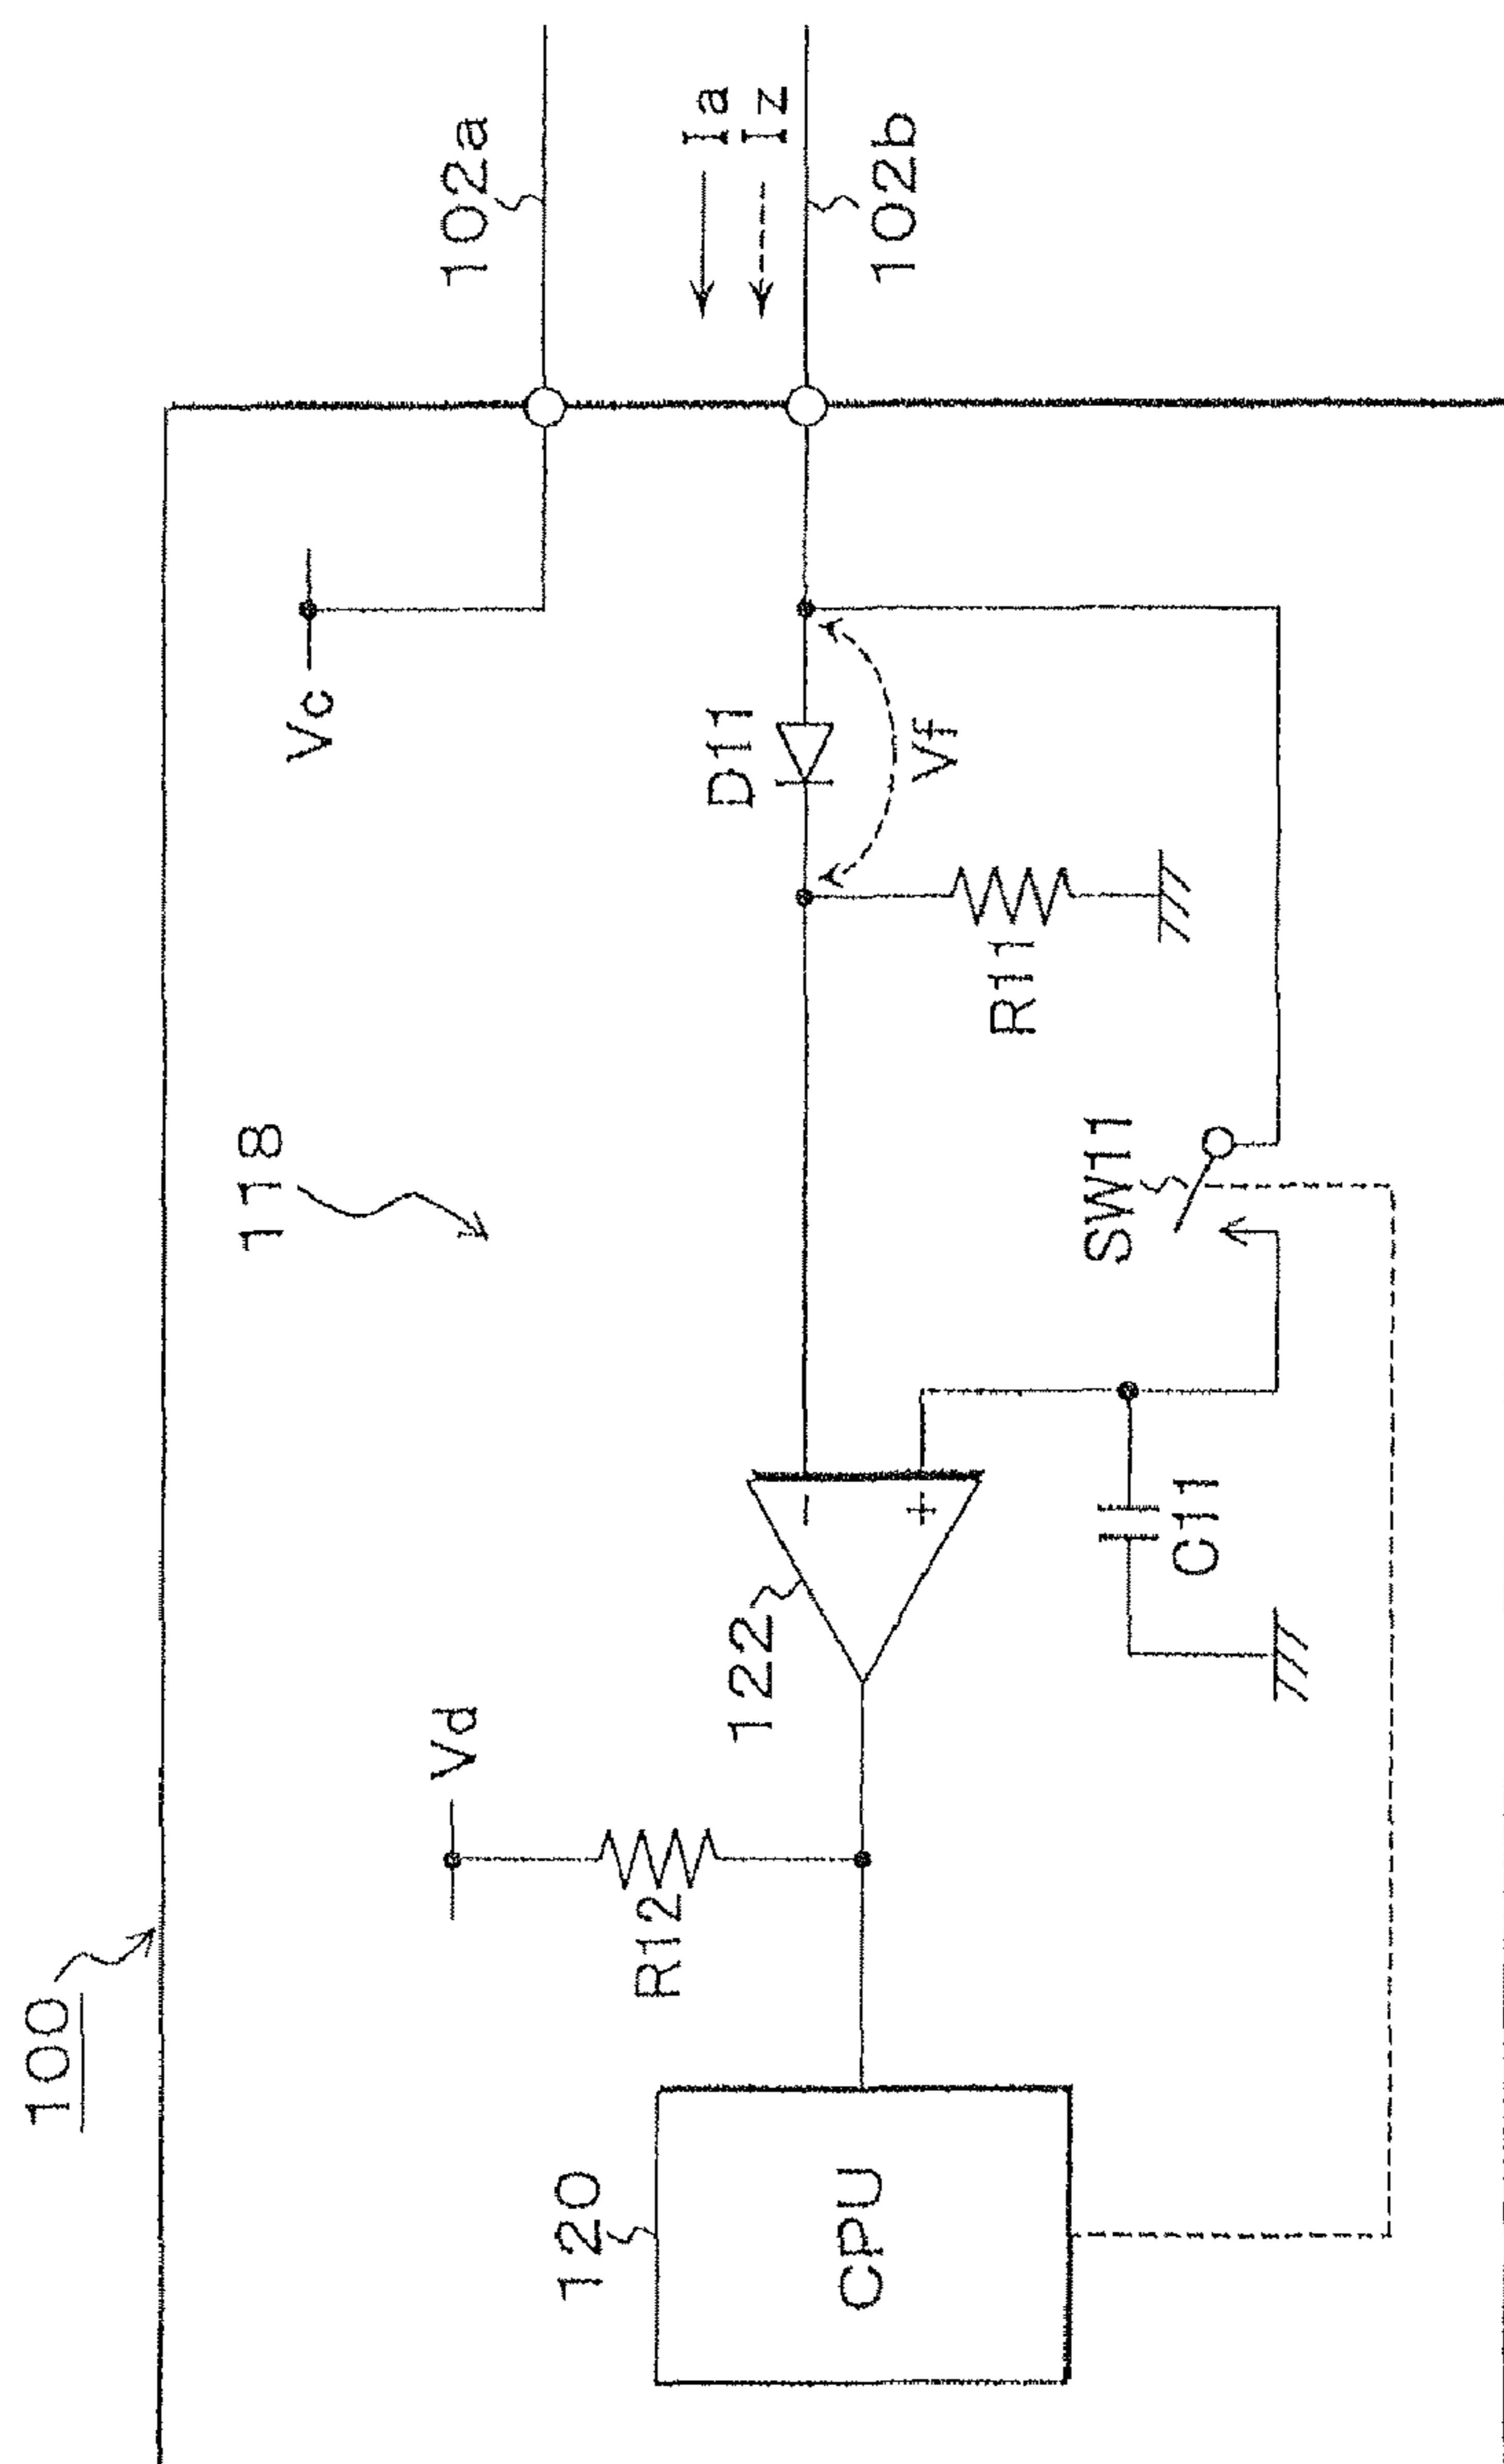 100
118
Vc
102a
Ia
Iz
102b
D11
Vf
R11
SW11
C11
122
-
+
Vd
R12
120
CPU